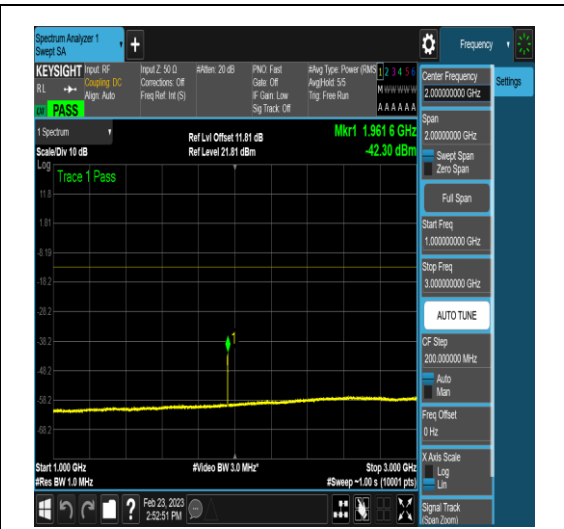 Spectrum Analyzer 1
Swept SA
+
Frequency
KEYSIGHT Input: RF Input Z: 50 Ω #Atten: 20 dB PNO: Fast #Avg Type: Power (RMS 1 2 3 4 5 6
RL Coupling: DC Corrections: Off Gate: Off Avg|Hold: 5/5 M W W W W W
Align: Auto Freq Ref: Int (S) IF Gain: Low Trig: Free Run
PASS Sig Track: Off A A A A A A
1 Spectrum
Scale/Div 10 dB
Ref Lvl Offset 11.81 dB
Ref Level 21.81 dBm
Mkr1 1.961 6 GHz
-42.30 dBm
Log
Trace 1 Pass
11.8
1.81
-8.19
-18.2
-28.2
-38.2
-48.2
-58.2
-68.2
1
Start 1.000 GHz #Video BW 3.0 MHz* Stop 3.000 GHz
#Res BW 1.0 MHz #Sweep ~1.00 s (10001 pts)
?
Feb 23, 2023
2:52:51 PM
Settings
Center Frequency
2.000000000 GHz
Span
2.00000000 GHz
Swept Span
Zero Span
Full Span
Start Freq
1.000000000 GHz
Stop Freq
3.000000000 GHz
AUTO TUNE
CF Step
200.000000 MHz
Auto
Man
Freq Offset
0 Hz
X Axis Scale
Log
Lin
Signal Track
(Span Zoom)